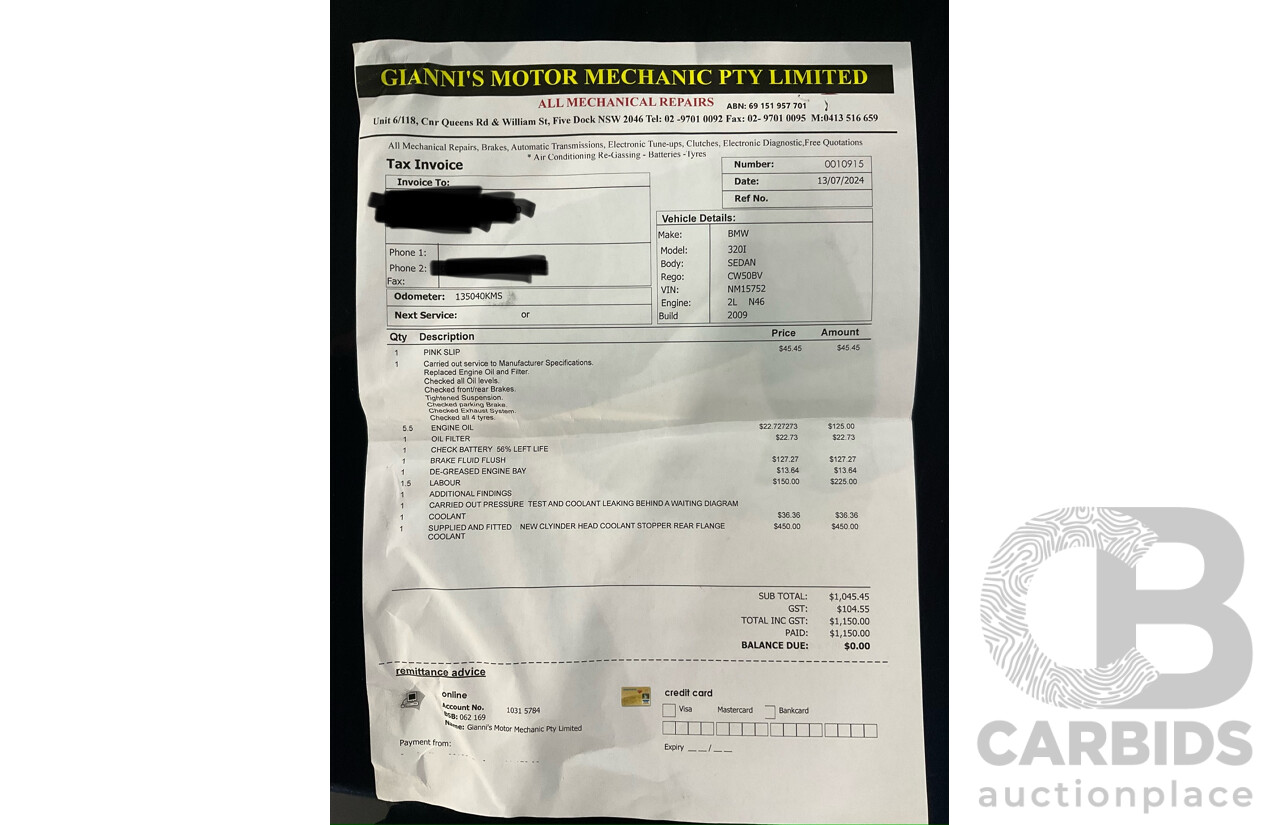 GIANNI'S MOTOR MECHANIC PTY LIMITED
ALL MECHANICAL REPAIRS ABN: 69 151 957 701
Unit 6/118, Cnr Queens Rd & William St, Five Dock NSW 2046 Tel: 02 -9701 0092 Fax: 02- 9701 0095 M:0413 516 659
All Mechanical Repairs, Brakes, Automatic Transmissions, Electronic Tune-ups, Clutches, Electronic Diagnostic,Free Quotations
* Air Conditioning Re-Gassing - Batteries -Tyres
Tax Invoice
Number: 0010915
Date: 13/07/2024
Ref No.
Invoice To:
Phone 1:
Phone 2:
Fax:
Odometer: 135040KMS
Next Service: or
Vehicle Details:
Make: BMW
Model: 320I
Body: SEDAN
Rego: CW50BV
VIN: NM15752
Engine: 2L N46
Build 2009
Qty Description Price Amount
1 PINK SLIP $45.45 $45.45
1 Carried out service to Manufacturer Specifications.
Replaced Engine Oil and Filter.
Checked all Oil levels.
Checked front/rear Brakes.
Tightened Suspension.
Checked parking Brake.
Checked Exhaust System.
Checked all 4 tyres.
5.5 ENGINE OIL $22.727273 $125.00
1 OIL FILTER $22.73 $22.73
1 CHECK BATTERY 56% LEFT LIFE
1 BRAKE FLUID FLUSH $127.27 $127.27
1 DE-GREASED ENGINE BAY $13.64 $13.64
1.5 LABOUR $150.00 $225.00
1 ADDITIONAL FINDINGS
1 CARRIED OUT PRESSURE TEST AND COOLANT LEAKING BEHIND A WAITING DIAGRAM
1 COOLANT $36.36 $36.36
1 SUPPLIED AND FITTED NEW CLYINDER HEAD COOLANT STOPPER REAR FLANGE $450.00 $450.00
COOLANT
SUB TOTAL: $1,045.45
GST: $104.55
TOTAL INC GST: $1,150.00
PAID: $1,150.00
BALANCE DUE: $0.00
remittance advice
online
Account No. 1031 5784
BSB: 062 169
Name: Gianni's Motor Mechanic Pty Limited
Payment from:
credit card
Visa Mastercard Bankcard
Expiry __/__
CB
CARBIDS
auctionplace